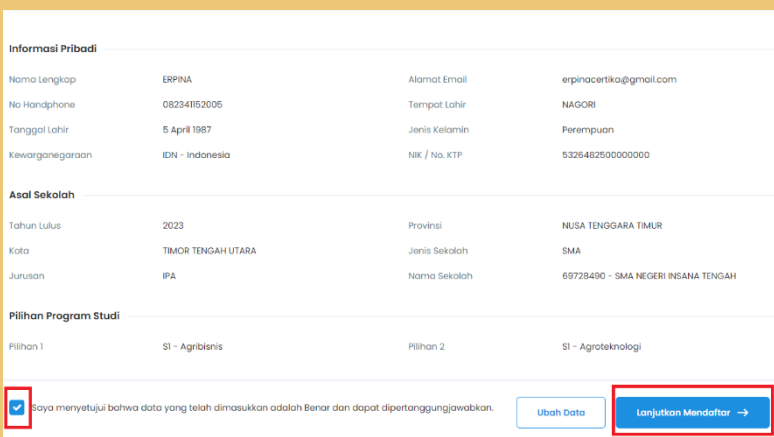 Informasi Pribadi
Nama Lengkap ERPINA Alamat Email erpinacertika@gmail.com
No Handphone 082341152005 Tempat Lahir NAGORI
Tanggal Lahir 5 April 1987 Jenis Kelamin Perempuan
Kewarganegaraan IDN - Indonesia NIK / No. KTP 5326482500000000
Asal Sekolah
Tahun Lulus 2023 Provinsi NUSA TENGGARA TIMUR
Kota TIMOR TENGAH UTARA Jenis Sekolah SMA
Jurusan IPA Nama Sekolah 69728490 - SMA NEGERI INSANA TENGAH
Pilihan Program Studi
Pilihan 1 S1 - Agribisnis Pilihan 2 S1 - Agroteknologi
Saya menyetujui bahwa data yang telah dimasukkan adalah Benar dan dapat dipertanggungjawabkan. Ubah Data Lanjutkan Mendaftar →